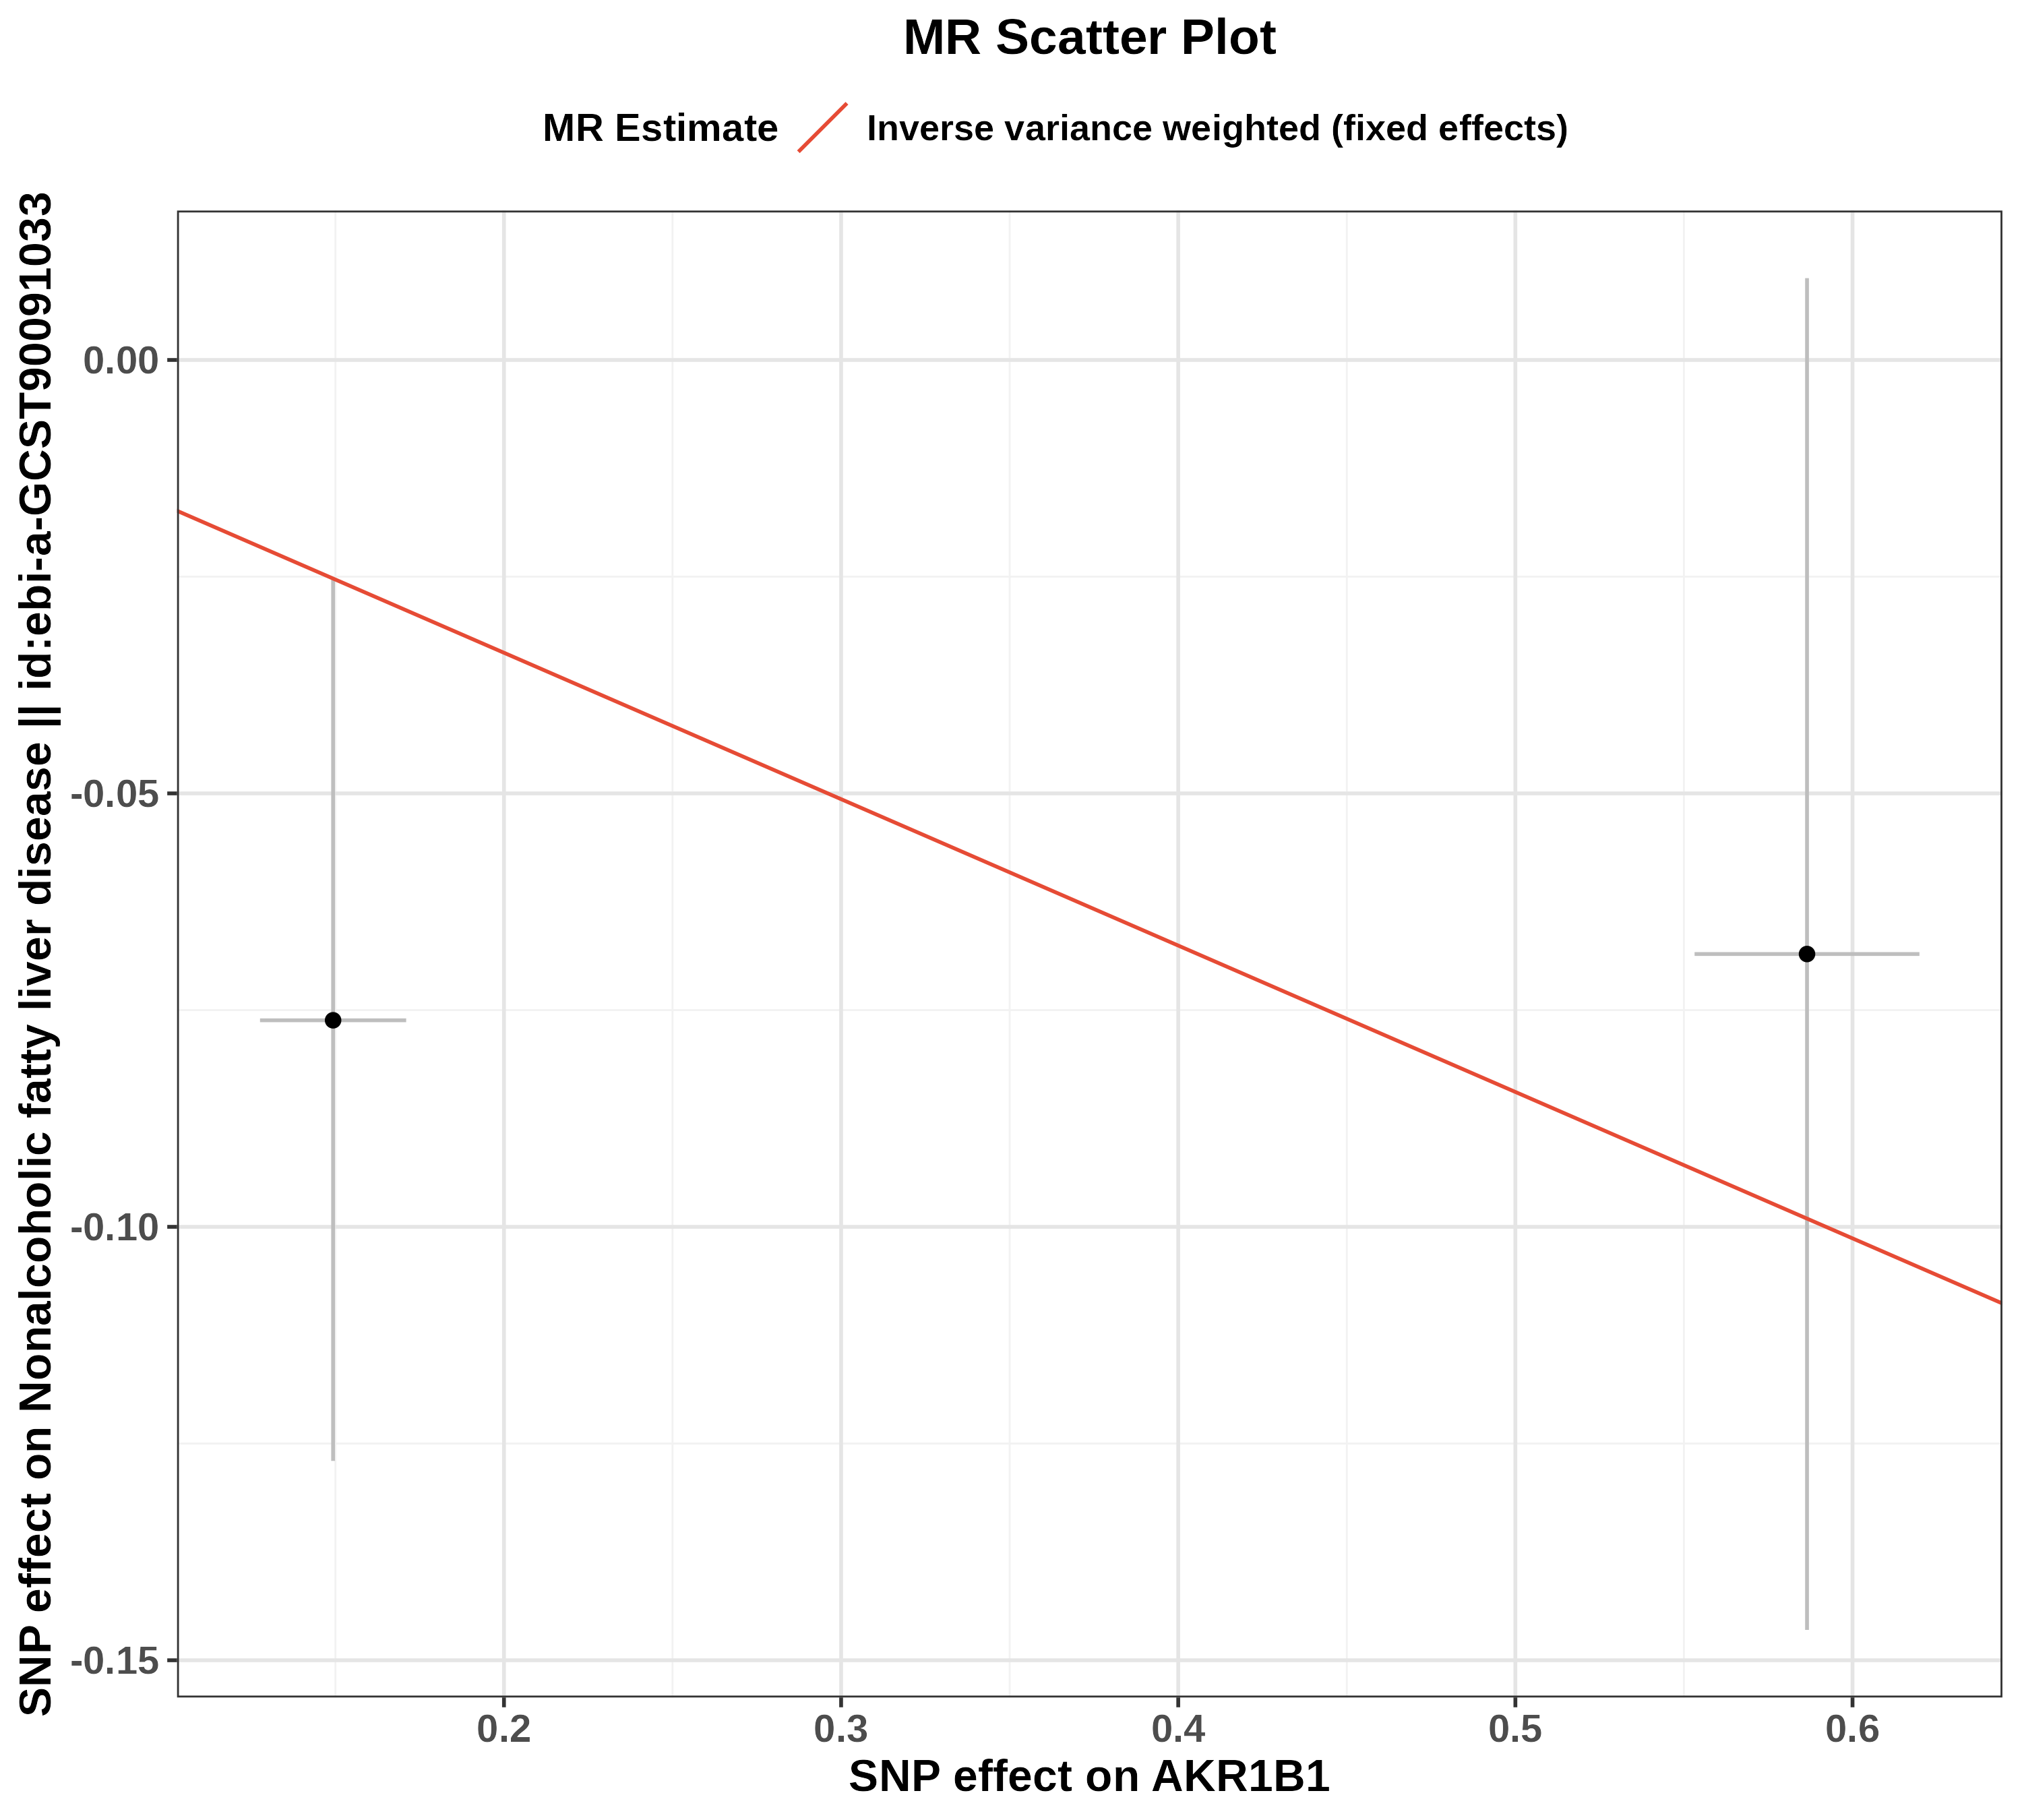 MR Scatter Plot
MR Estimate
Inverse variance weighted (fixed effects)
SNP effect on Nonalcoholic fatty liver disease || id:ebi-a-GCST90091033
0.00
-0.05
-0.10
-0.15
0.2
0.3
0.4
0.5
0.6
SNP effect on AKR1B1